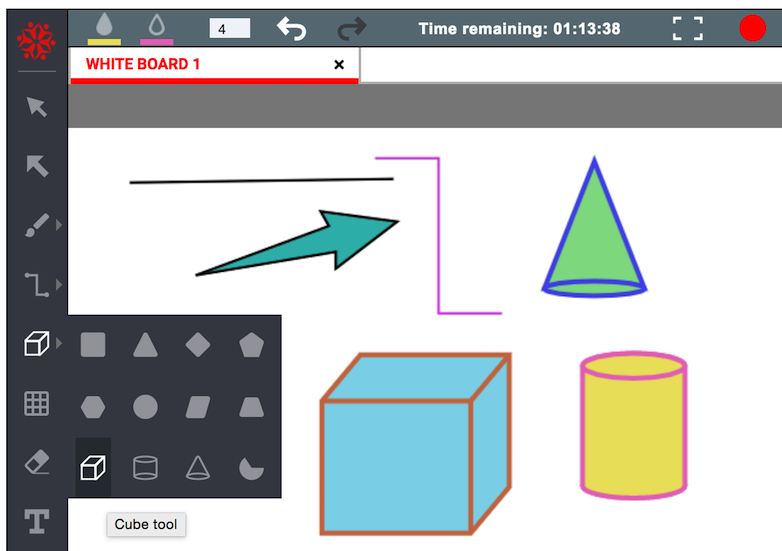 4
Time remaining: 01:13:38
WHITE BOARD 1 ×
T
Cube tool